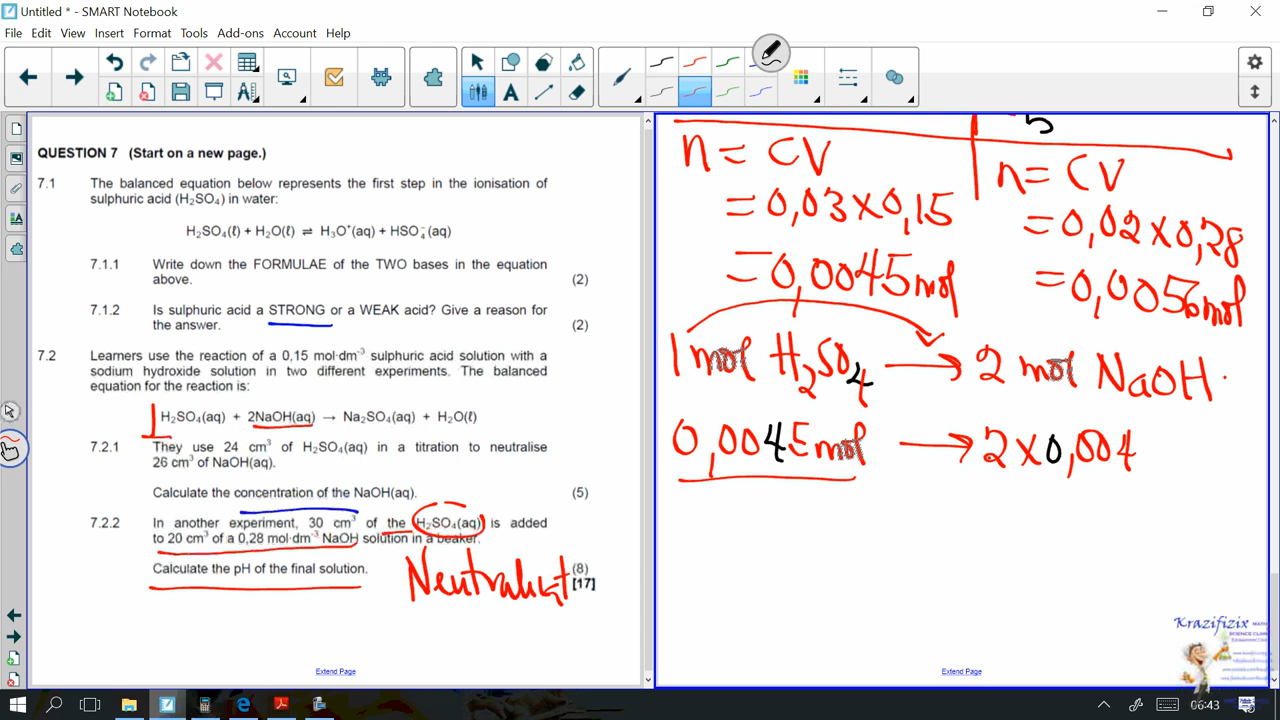 Untitled * - SMART Notebook
File Edit View Insert Format Tools Add-ons Account Help
QUESTION 7 (Start on a new page.)
7.1 The balanced equation below represents the first step in the ionisation of
sulphuric acid (H₂SO₄) in water:
H₂SO₄(ℓ) + H₂O(ℓ) ⇌ H₃O⁺(aq) + HSO₄⁻(aq)
7.1.1 Write down the FORMULAE of the TWO bases in the equation
above. (2)
7.1.2 Is sulphuric acid a STRONG or a WEAK acid? Give a reason for
the answer. (2)
7.2 Learners use the reaction of a 0,15 mol·dm⁻³ sulphuric acid solution with a
sodium hydroxide solution in two different experiments. The balanced
equation for the reaction is:
1 H₂SO₄(aq) + 2NaOH(aq) → Na₂SO₄(aq) + H₂O(ℓ)
7.2.1 They use 24 cm³ of H₂SO₄(aq) in a titration to neutralise
26 cm³ of NaOH(aq).
Calculate the concentration of the NaOH(aq). (5)
7.2.2 In another experiment, 30 cm³ of the H₂SO₄(aq) is added
to 20 cm³ of a 0,28 mol·dm⁻³ NaOH solution in a beaker.
Calculate the pH of the final solution. (8)
[17]
Extend Page
n = CV
= 0,03 x 0,15
= 0,0045 mol
n = CV
= 0,02 x 0,28
= 0,0056 mol
1 mol H₂SO₄ → 2 mol NaOH.
0,0045 mol → 2 x 0,004
Krazifizix
SCIENCE CLINIC
Extend Page
06:43